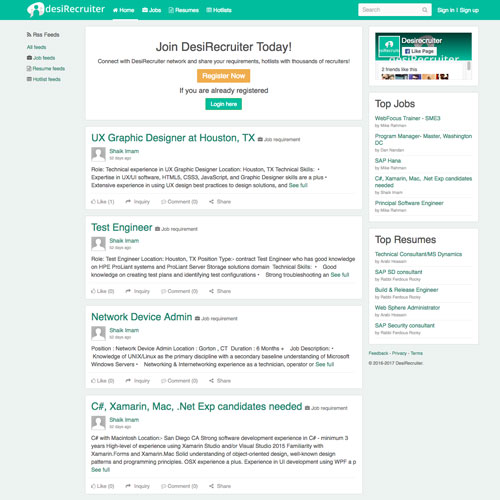 desiRecruiter
Home
Jobs
Resumes
Hotlists
Search
Sign in | Sign up
Rss Feeds
All feeds
Job feeds
Resume feeds
Hotlist feeds
Join DesiRecruiter Today!
Connect with DesiRecruiter network and share your requirements, hotlists with thousands of recruiters!
Register Now
If you are already registered
Login here
UX Graphic Designer at Houston, TX Job requirement
Shaik Imam
50 days ago
Role: Technical experience in UX Graphic Designer Location: Houston, TX Technical Skills: •
Expertise in UX/UI software, HTML5, CSS3, JavaScript, and Graphic Designer skills are a plus •
Extensive experience in using UX design best practices to design solutions, and See full
Like (1) Inquiry Comment (0) Share
Test Engineer Job requirement
Shaik Imam
50 days ago
Role: Test Engineer Location: Houston, TX Position Type:- contract Test Engineer who has good knowledge
on HPE ProLiant systems and ProLiant Server Storage solutions domain Technical Skills: • Good
knowledge on creating test plans and identifying test configurations • Strong troubleshooting an See full
Like (0) Inquiry Comment (0) Share
Network Device Admin Job requirement
Shaik Imam
50 days ago
Position : Network Device Admin Location : Gorton , CT Duration : 6 Months + Job Description: •
Knowledge of UNIX/Linux as the primary discipline with a secondary baseline understanding of Microsoft
Windows Servers • Networking & Internetworking experience as a technician, operator or See full
Like (0) Inquiry Comment (0) Share
C#, Xamarin, Mac, .Net Exp candidates needed Job requirement
Shaik Imam
50 days ago
C# with Macintosh Location:- San Diego CA Strong software development experience in C# - minimum 3
years High-level experience using Xamarin Studio and/or Visual Studio 2015 Familiarity with
Xamarin.Forms and Xamarin.Mac Solid understanding of object-oriented design, well-known design
patterns and programming principles. OSX experience a plus. Experience in UI development using WPF a p
See full
Like (0) Inquiry Comment (0) Share
Desirecruiter
Like Page
2 friends like this
Top Jobs
WebFocus Trainer - SME3
by Mike Rahman
Program Manager- Master, Washington
DC
by Dan Nandan
SAP Hana
by Mike Rahman
C#, Xamarin, Mac, .Net Exp candidates
needed
by Shaik Imam
Principal Software Engineer
by Mike Rahman
Top Resumes
Technical Consultant/MS Dynamics
by Arabi Hossain
SAP SD consultant
by Rabbi Ferdous Rocky
Build & Release Engineer
by Rabbi Ferdous Rocky
Web Sphere Administrator
by Arabi Hossain
SAP Security consultant
by Rabbi Ferdous Rocky
Feedback - Privacy - Terms
© 2016-2017 DesiRecruiter.